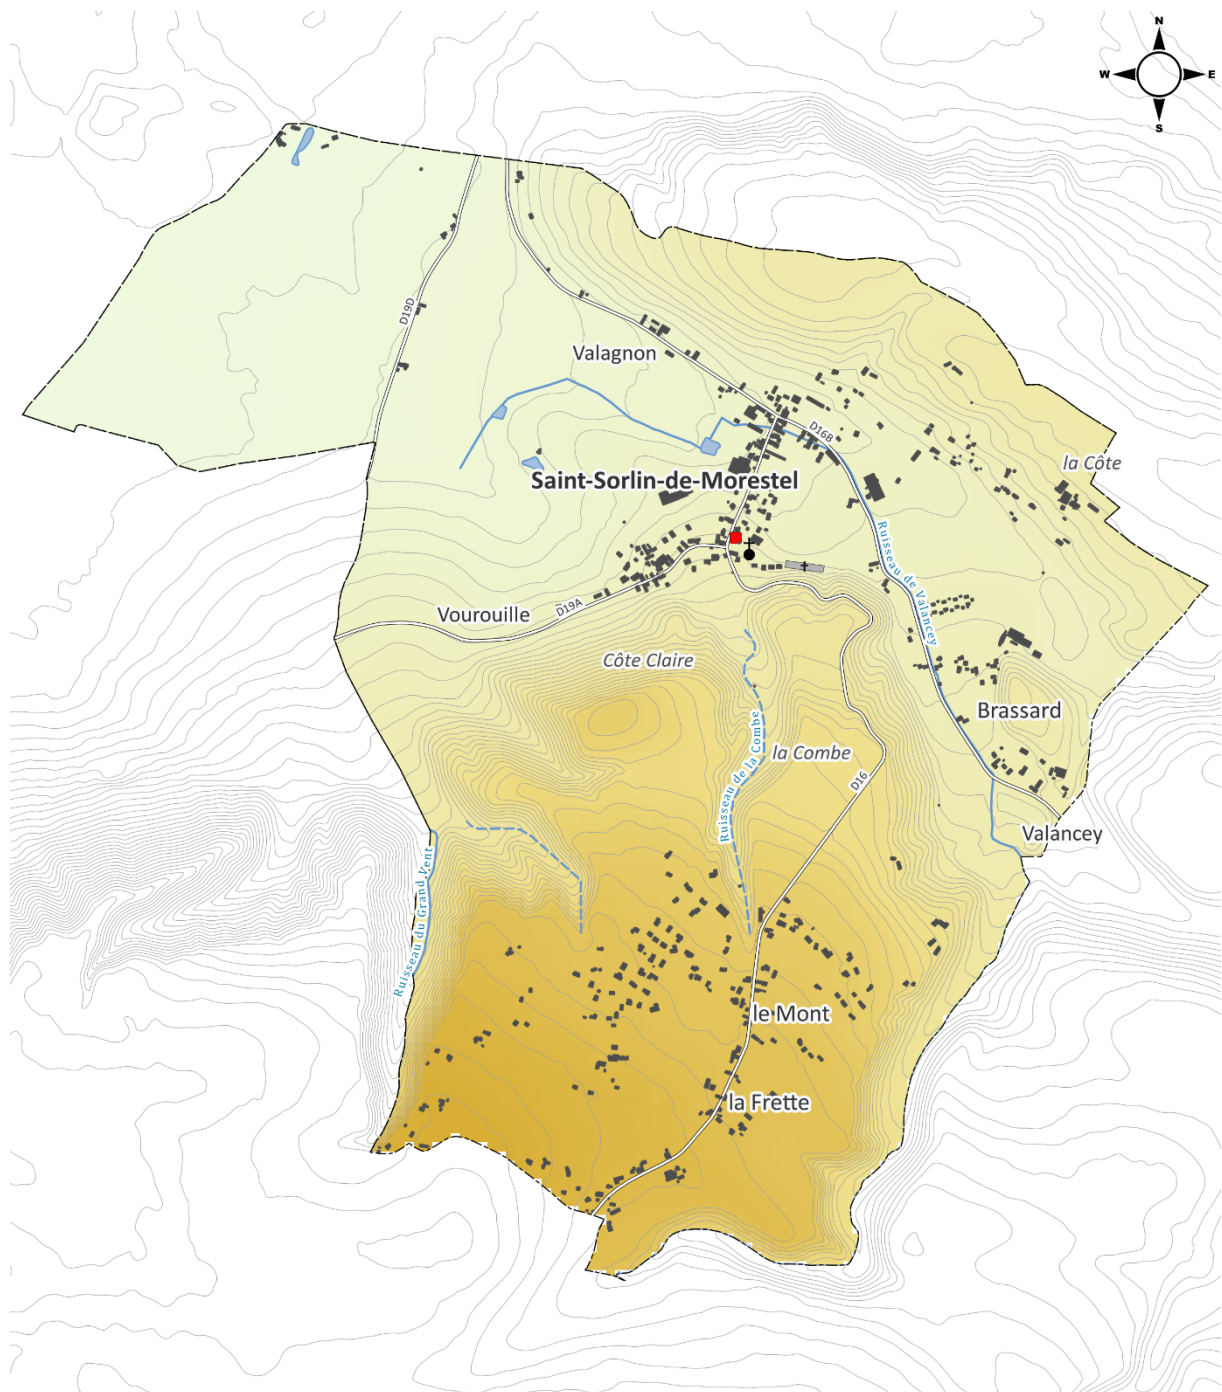 N
W
E
S
D19D
Valagnon
D16B
la Côte
Saint-Sorlin-de-Morestel
Ruisseau de Valancey
D19A
Vourouille
Côte Claire
Brassard
la Combe
Ruisseau de la Combe
D16
Valancey
Ruisseau du Grand Vent
le Mont
la Frette